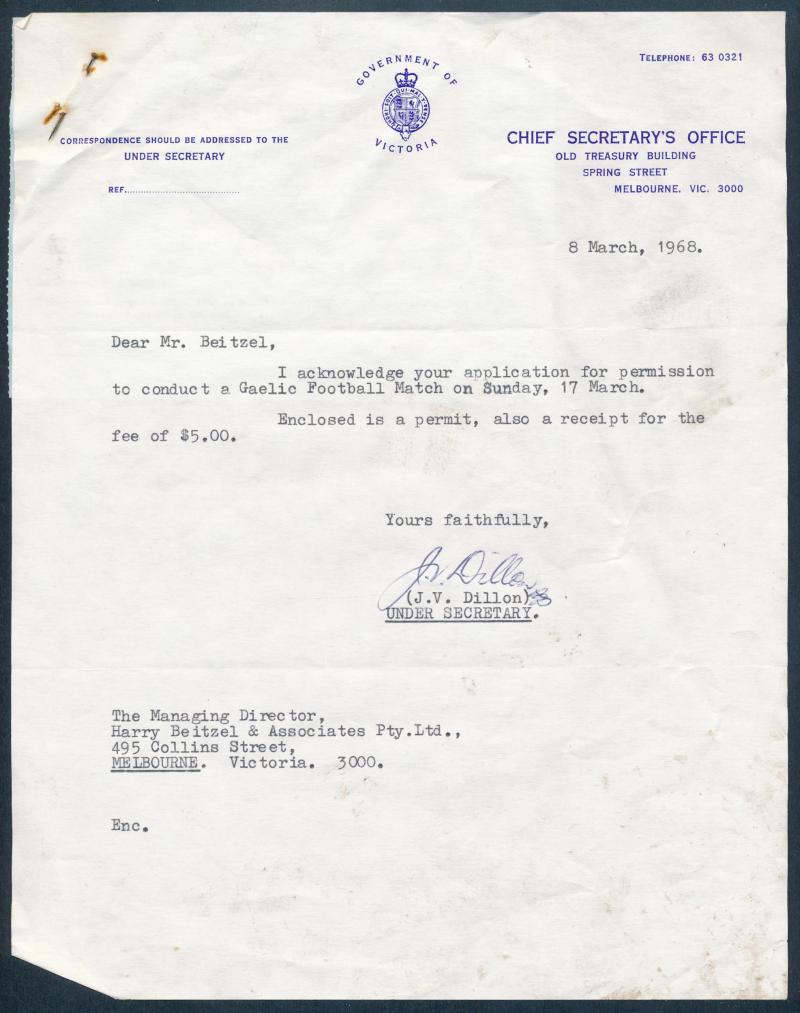 GOVERNMENT OF
VICTORIA
TELEPHONE: 63 0321
CORRESPONDENCE SHOULD BE ADDRESSED TO THE
UNDER SECRETARY
REF.
CHIEF SECRETARY'S OFFICE
OLD TREASURY BUILDING
SPRING STREET
MELBOURNE, VIC. 3000
8 March, 1968.
Dear Mr. Beitzel,
I acknowledge your application for permission
to conduct a Gaelic Football Match on Sunday, 17 March.
Enclosed is a permit, also a receipt for the
fee of $5.00.
Yours faithfully,
J.V. Dillon
(J.V. Dillon)
UNDER SECRETARY.
The Managing Director,
Harry Beitzel & Associates Pty.Ltd.,
495 Collins Street,
MELBOURNE. Victoria. 3000.
Enc.